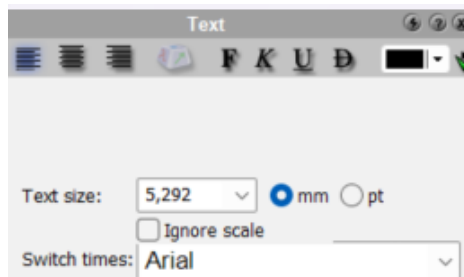 Text
F K U D
Text size: 5,292 mm pt
Ignore scale
Switch times: Arial